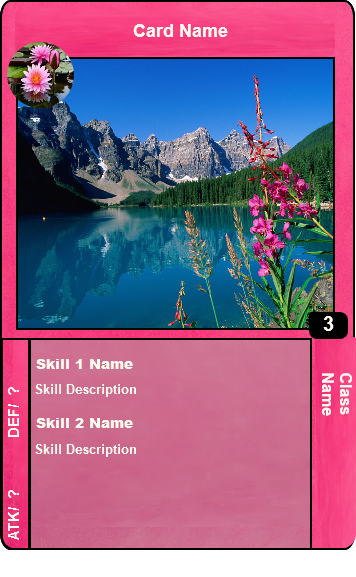 Card Name
3
Skill 1 Name
Skill Description
Skill 2 Name
Skill Description
DEF/ ?
ATK/ ?
Class
Name